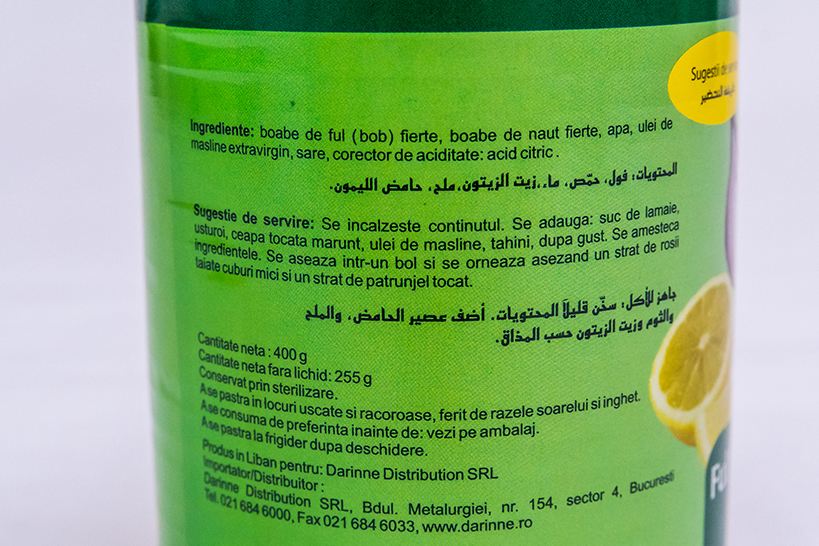 Sugestii de
طريقة التحضير
Ingrediente: boabe de ful (bob) fierte, boabe de naut fierte, apa, ulei de
masline extravirgin, sare, corector de aciditate: acid citric.
المحتويات: فول، حمّص، ماء، زيت الزيتون، ملح، حامض الليمون.
Sugestie de servire: Se incalzeste continutul. Se adauga: suc de lamaie,
usturoi, ceapa tocata marunt, ulei de masline, tahini, dupa gust. Se amesteca
ingredientele. Se aseaza intr-un bol si se orneaza asezand un strat de rosii
taiate cuburi mici si un strat de patrunjel tocat.
جاهز للأكل: سخّن قليلاً المحتويات. أضف عصير الحامض، والملح
والثوم وزيت الزيتون حسب المذاق.
Cantitate neta : 400 g
Cantitate neta fara lichid: 255 g
Conservat prin sterilizare.
A se pastra in locuri uscate si racoroase, ferit de razele soarelui si inghet.
A se consuma de preferinta inainte de: vezi pe ambalaj.
A se pastra la frigider dupa deschidere.
Produs in Liban pentru: Darinne Distribution SRL
Importator/Distribuitor :
Darinne Distribution SRL, Bdul. Metalurgiei, nr. 154, sector 4, Bucuresti
Tel. 021 684 6000, Fax 021 684 6033, www.darinne.ro